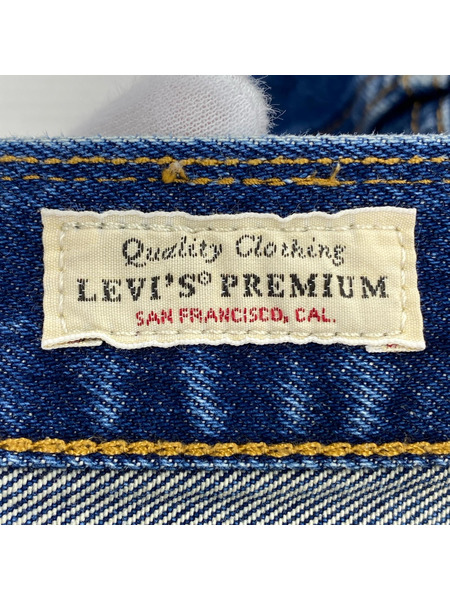 Quality Clothing
LEVI'S® PREMIUM
SAN FRANCISCO, CAL.